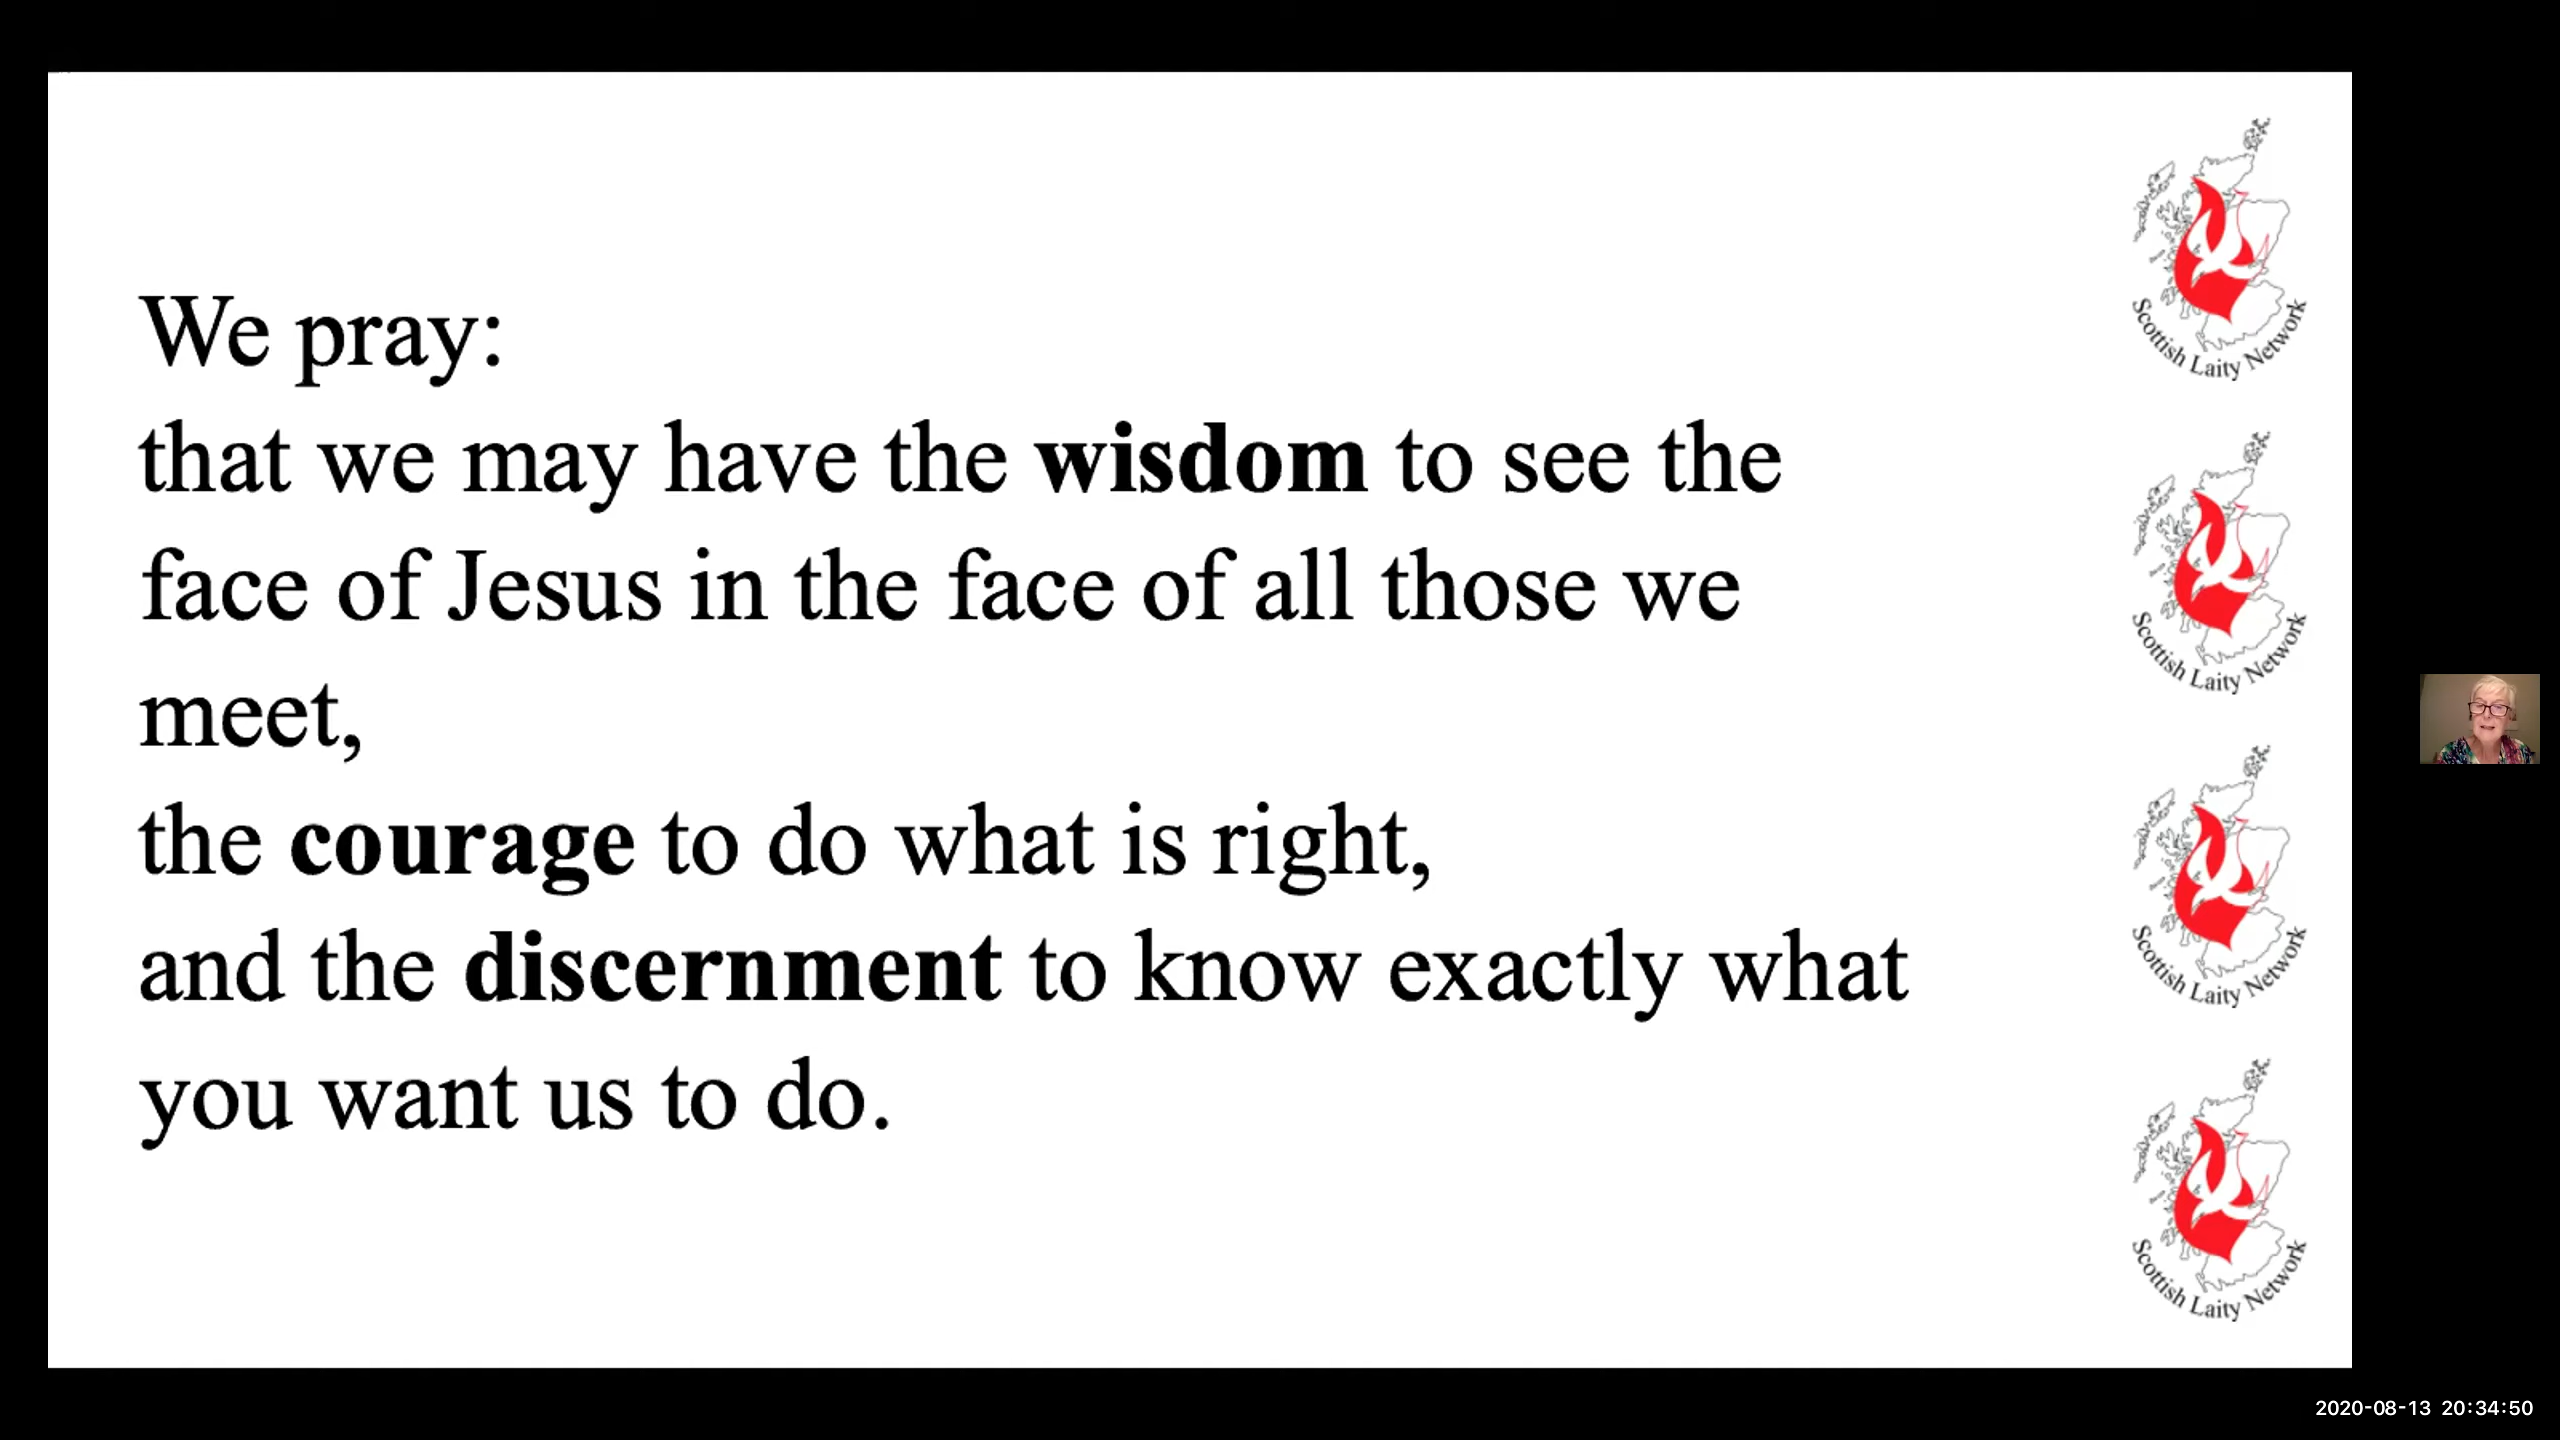 We pray:
that we may have the wisdom to see the
face of Jesus in the face of all those we
meet,
the courage to do what is right,
and the discernment to know exactly what
you want us to do.
Scottish Laity Network
Scottish Laity Network
Scottish Laity Network
Scottish Laity Network
2020-08-13 20:34:50